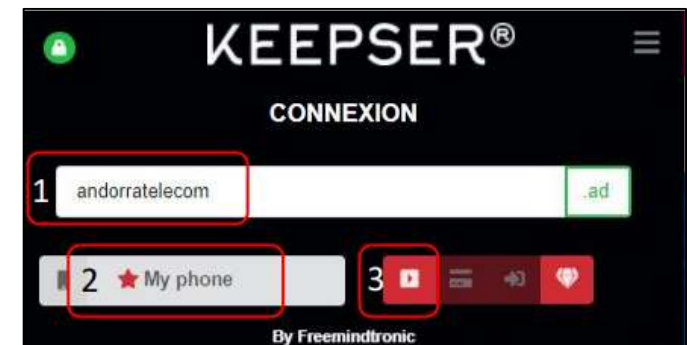 KEEPSER®
CONNEXION
1 andorratelecom .ad
2 My phone 3
By Freemindtronic